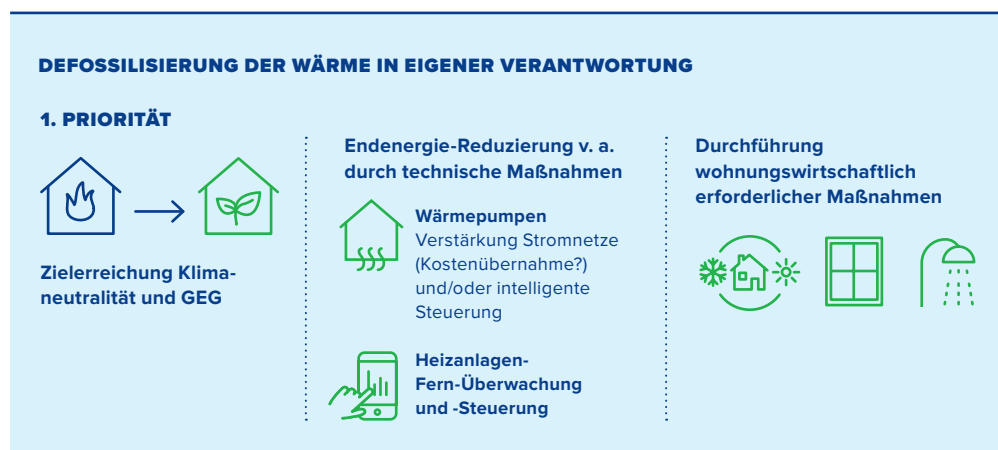 DEFOSSILISIERUNG DER WÄRME IN EIGENER VERANTWORTUNG
1. PRIORITÄT
Zielerreichung Klima-
neutralität und GEG
Endenergie-Reduzierung v. a.
durch technische Maßnahmen
Wärmepumpen
Verstärkung Stromnetze
(Kostenübernahme?)
und/oder intelligente
Steuerung
Heizanlagen-
Fern-Überwachung
und -Steuerung
Durchführung
wohnungswirtschaftlich
erforderlicher Maßnahmen